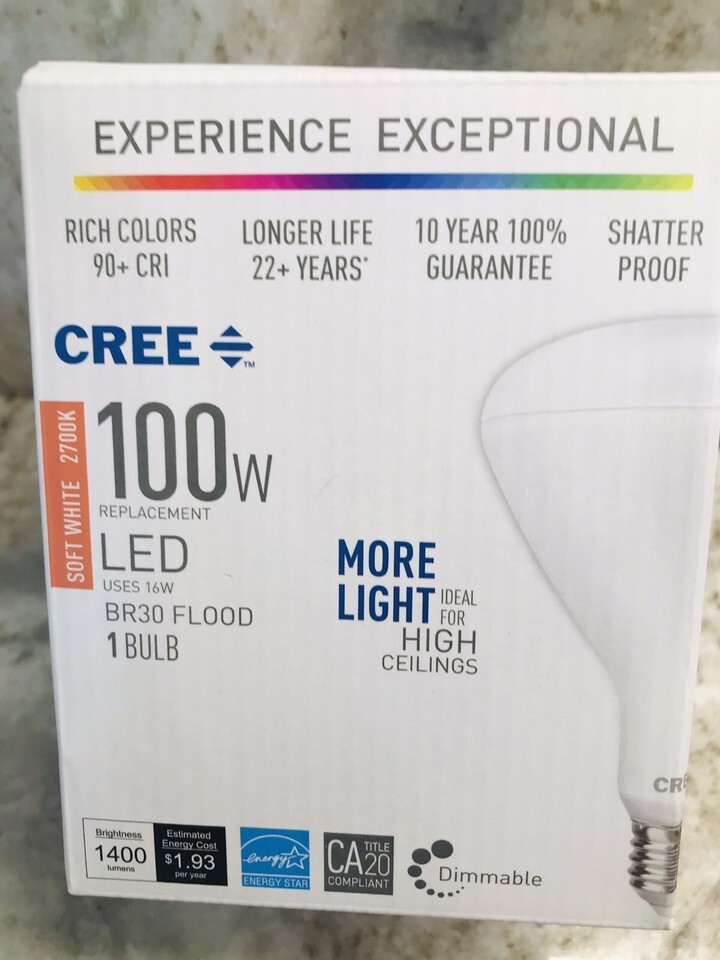 EXPERIENCE EXCEPTIONAL
RICH COLORS
90+ CRI
LONGER LIFE
22+ YEARS*
10 YEAR 100%
GUARANTEE
SHATTER
PROOF
CREE
TM
SOFT WHITE 2700K
100W
REPLACEMENT
LED
USES 16W
BR30 FLOOD
1 BULB
MORE
LIGHT IDEAL FOR
HIGH
CEILINGS
CR
Brightness
1400
lumens
Estimated
Energy Cost
$1.93
per year
energy
ENERGY STAR
CA TITLE 20
COMPLIANT
Dimmable